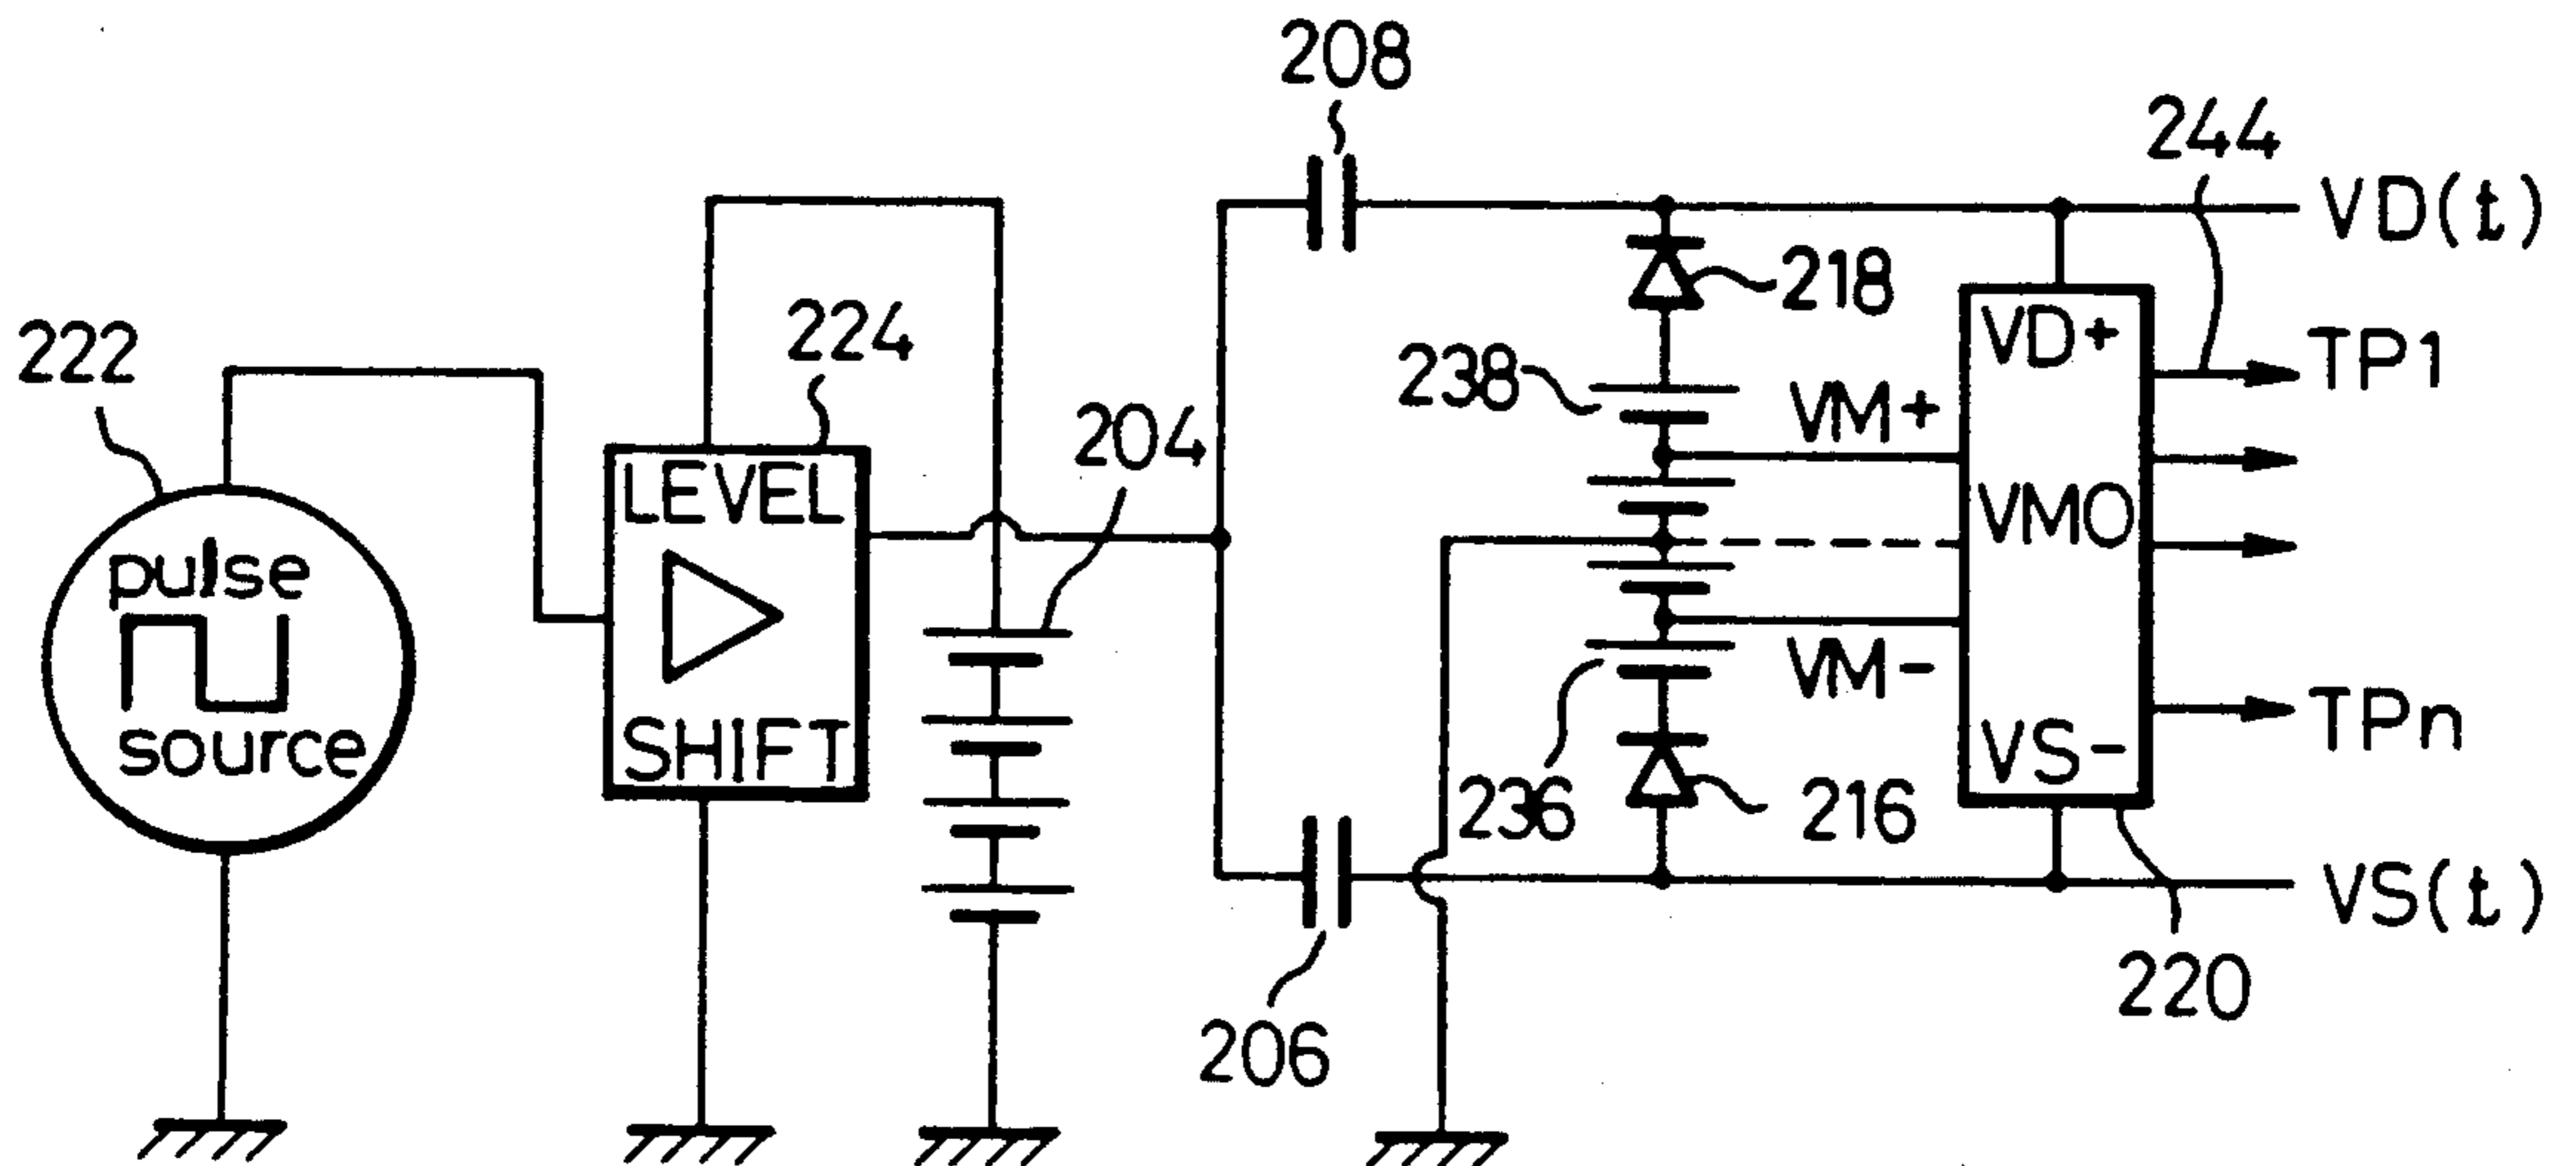 208
244
VD(t)
218
222
224
VD+
TP1
238
VM+
204
LEVEL
VMO
pulse
source
SHIFT
VM-
TPn
VS-
236
216
VS(t)
220
206